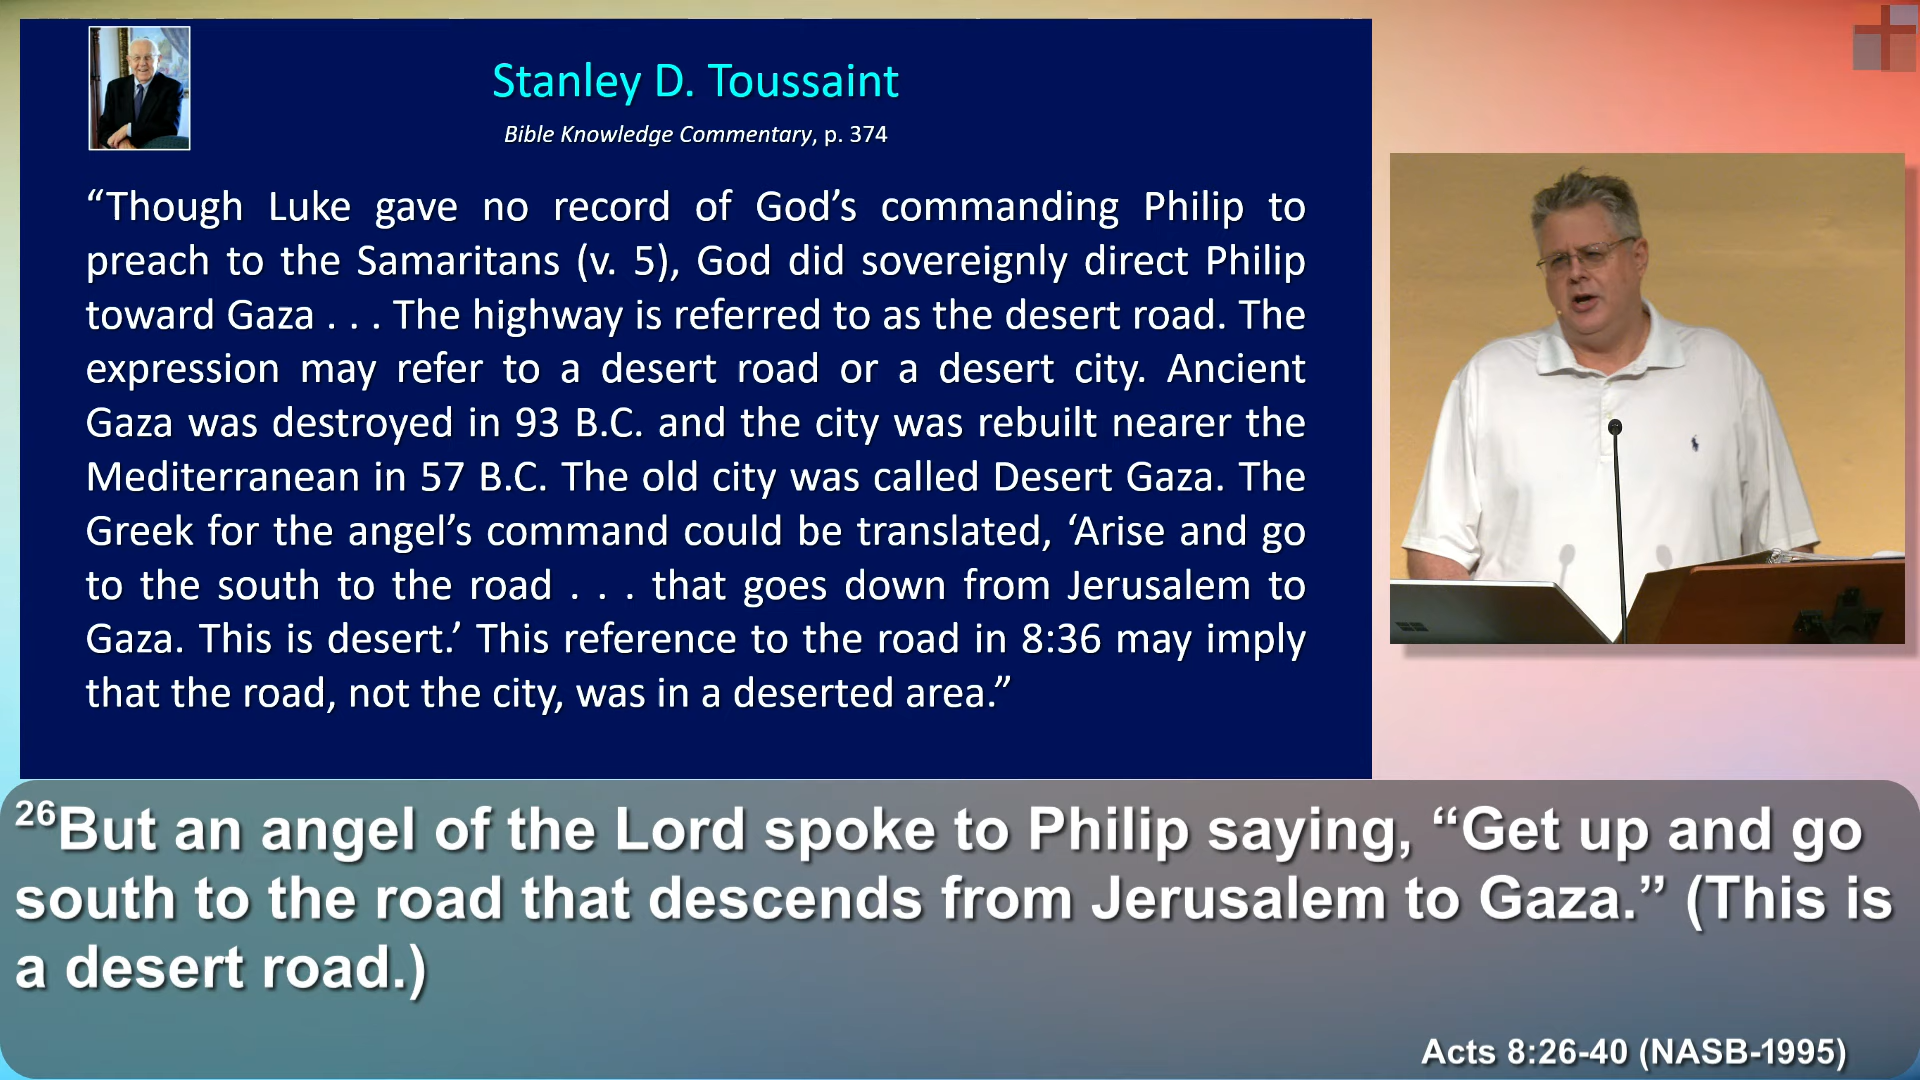 Stanley D. Toussaint
Bible Knowledge Commentary, p. 374
“Though Luke gave no record of God’s commanding Philip to
preach to the Samaritans (v. 5), God did sovereignly direct Philip
toward Gaza . . . The highway is referred to as the desert road. The
expression may refer to a desert road or a desert city. Ancient
Gaza was destroyed in 93 B.C. and the city was rebuilt nearer the
Mediterranean in 57 B.C. The old city was called Desert Gaza. The
Greek for the angel’s command could be translated, ‘Arise and go
to the south to the road . . . that goes down from Jerusalem to
Gaza. This is desert.’ This reference to the road in 8:36 may imply
that the road, not the city, was in a deserted area.”
26But an angel of the Lord spoke to Philip saying, “Get up and go
south to the road that descends from Jerusalem to Gaza.” (This is
a desert road.)
Acts 8:26-40 (NASB-1995)